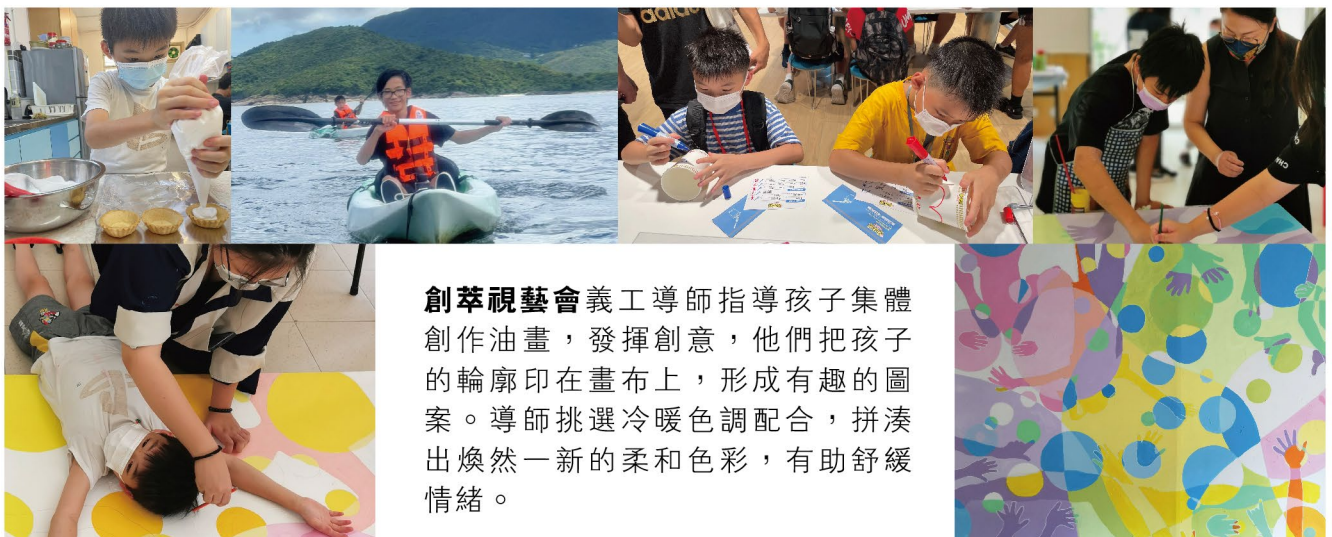 adidas
創萃視藝會義工導師指導孩子集體
創作油畫，發揮創意，他們把孩子
的輪廓印在畫布上，形成有趣的圖
案。導師挑選冷暖色調配合，拼湊
出煥然一新的柔和色彩，有助舒緩
情緒。